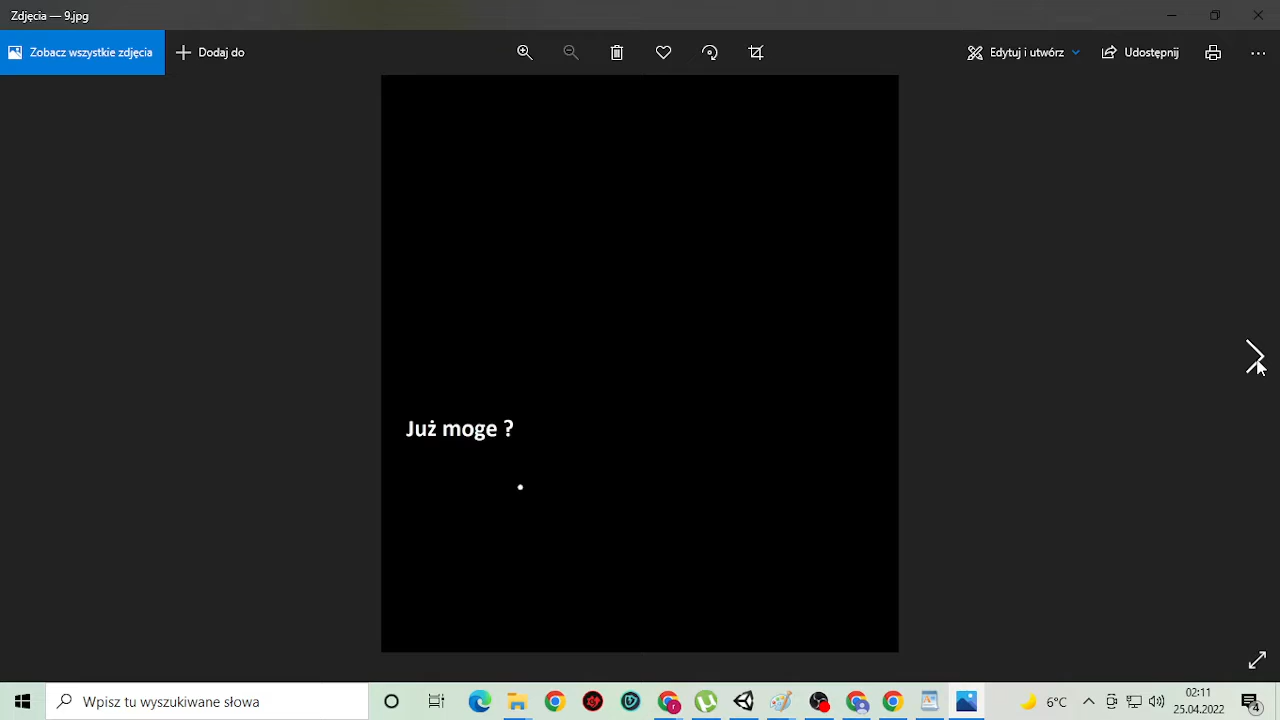 Zdjęcia — 9.jpg
Zobacz wszystkie zdjęcia
Dodaj do
Edytuj i utwórz
Udostępnij
Już moge ?
Wpisz tu wyszukiwane słowa
6°C
02:11
25.04.2022
4